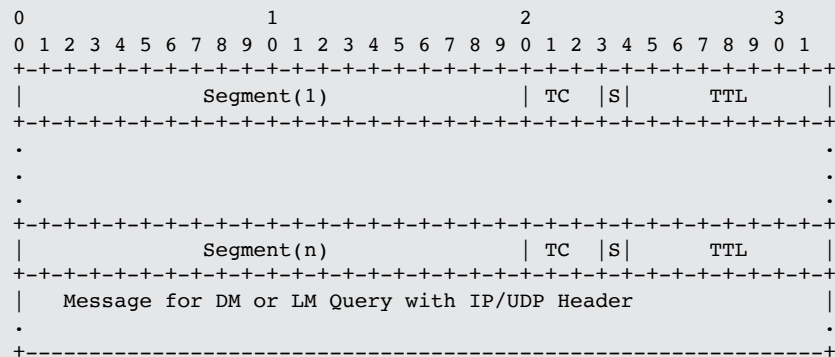 0                   1                   2                   3
0 1 2 3 4 5 6 7 8 9 0 1 2 3 4 5 6 7 8 9 0 1 2 3 4 5 6 7 8 9 0 1
+-+-+-+-+-+-+-+-+-+-+-+-+-+-+-+-+-+-+-+-+-+-+-+-+-+-+-+-+-+-+-+-+
|              Segment(1)               | TC  |S|      TTL      |
+-+-+-+-+-+-+-+-+-+-+-+-+-+-+-+-+-+-+-+-+-+-+-+-+-+-+-+-+-+-+-+-+
.                                                               .
.                                                               .
.                                                               .
+-+-+-+-+-+-+-+-+-+-+-+-+-+-+-+-+-+-+-+-+-+-+-+-+-+-+-+-+-+-+-+-+
|              Segment(n)               | TC  |S|      TTL      |
+-+-+-+-+-+-+-+-+-+-+-+-+-+-+-+-+-+-+-+-+-+-+-+-+-+-+-+-+-+-+-+-+
|   Message for DM or LM Query with IP/UDP Header               |
.                                                               .
+---------------------------------------------------------------+